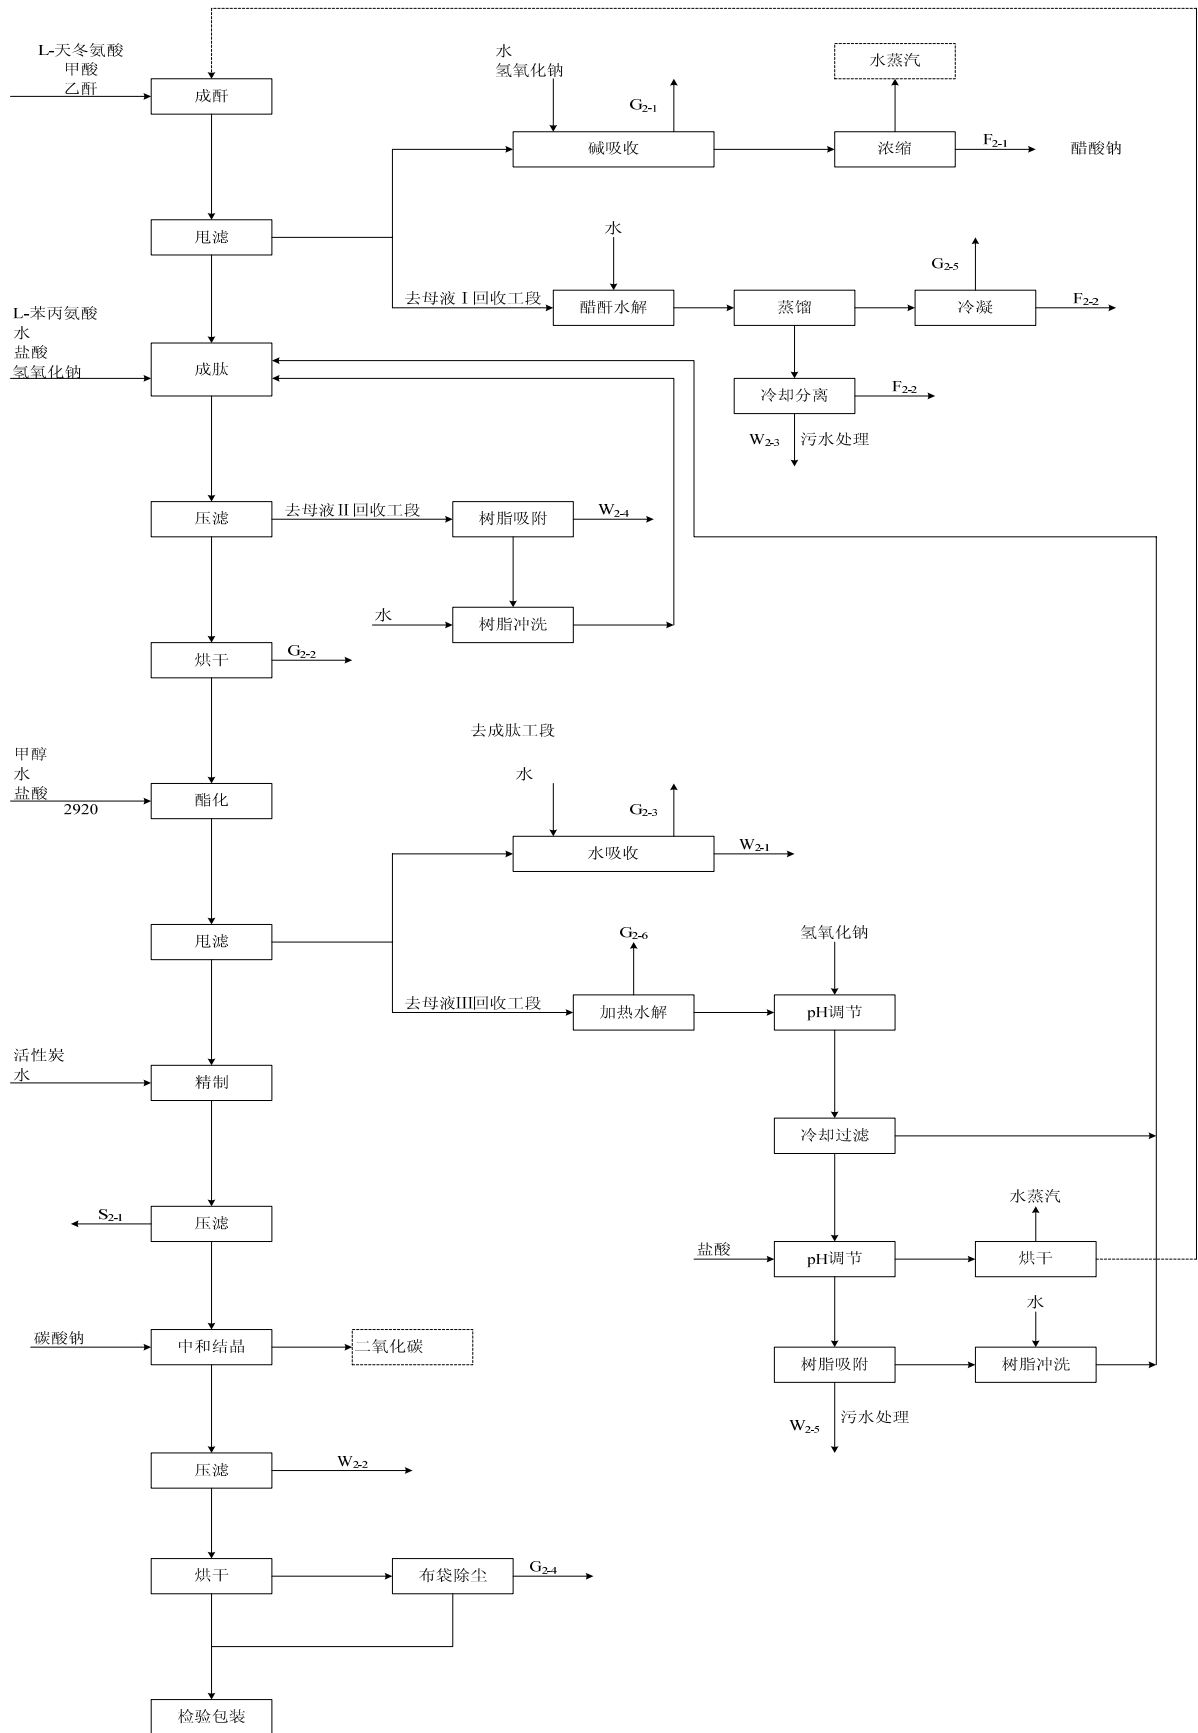 L-天冬氨酸
甲酸
乙酐
成酐
水
氢氧化钠
G2-1
碱吸收
水蒸汽
浓缩
F2-1
醋酸钠
甩滤
去母液Ⅰ回收工段
水
醋酐水解
蒸馏
G2-5
冷凝
F2-2
冷却分离
F2-2
W2-3
污水处理
L-苯丙氨酸
水
盐酸
氢氧化钠
成肽
压滤
去母液Ⅱ回收工段
树脂吸附
W2-4
水
树脂冲洗
烘干
G2-2
去成肽工段
甲醇
水
盐酸
2920
酯化
水
G2-3
水吸收
W2-1
甩滤
去母液Ⅲ回收工段
G2-6
加热水解
氢氧化钠
pH调节
冷却过滤
活性炭
水
精制
S2-1
压滤
盐酸
pH调节
水蒸汽
烘干
碳酸钠
中和结晶
二氧化碳
树脂吸附
水
树脂冲洗
W2-5
污水处理
压滤
W2-2
烘干
布袋除尘
G2-4
检验包装